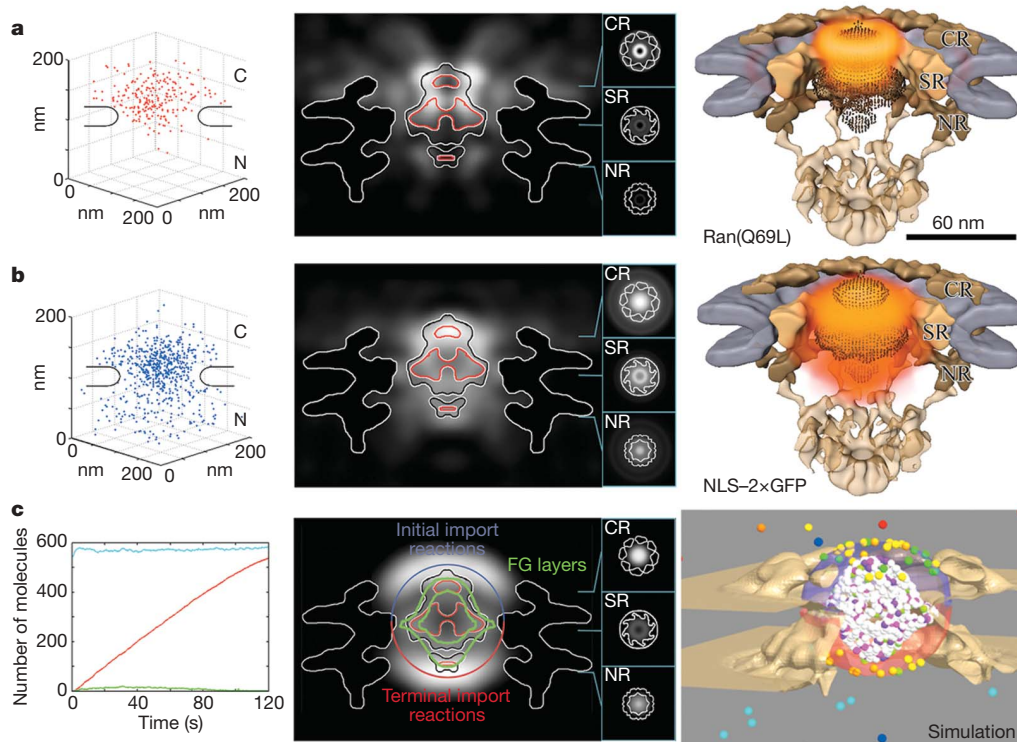 a
200
nm
0
0
nm
200
nm
200
C
N
CR
SR
NR
CR
SR
NR
Ran(Q69L)
60 nm
b
200
nm
0
0
nm
200
nm
0
200
C
N
CR
SR
NR
CR
SR
NR
NLS–2×GFP
c
Number of molecules
600
400
200
0
0
40
80
120
Time (s)
Initial import
reactions
FG layers
Terminal import
reactions
CR
SR
NR
Simulation